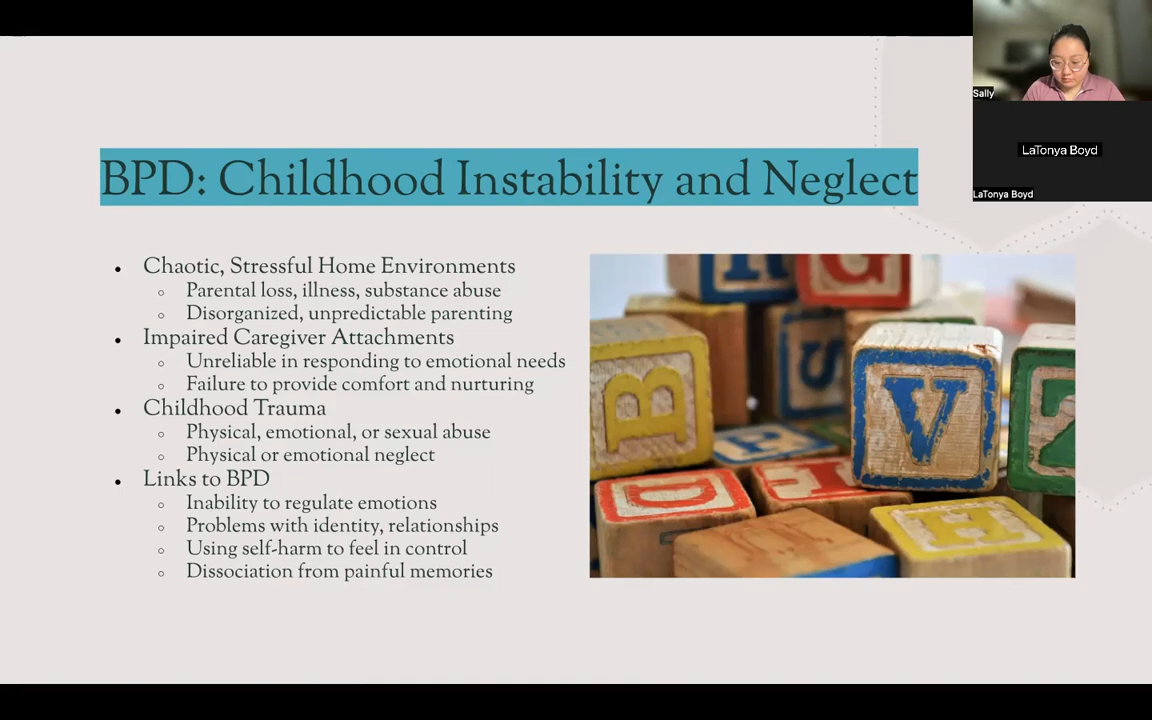 BPD: Childhood Instability and Neglect
Chaotic, Stressful Home Environments
Parental loss, illness, substance abuse
Disorganized, unpredictable parenting
Impaired Caregiver Attachments
Unreliable in responding to emotional needs
Failure to provide comfort and nurturing
Childhood Trauma
Physical, emotional, or sexual abuse
Physical or emotional neglect
Links to BPD
Inability to regulate emotions
Problems with identity, relationships
Using self-harm to feel in control
Dissociation from painful memories
Sally
LaTonya Boyd
LaTonya Boyd
G
B
S
V
D
H